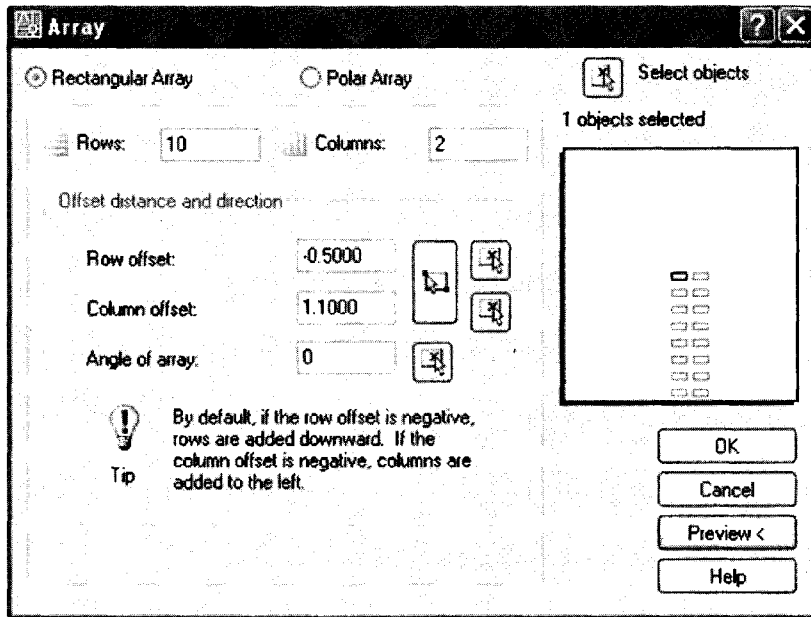 Array
Rectangular Array
Polar Array
Select objects
1 objects selected
Rows:
10
Columns:
2
Offset distance and direction
Row offset:
-0.5000
Column offset:
1.1000
Angle of array:
0
Tip
By default, if the row offset is negative,
rows are added downward. If the
column offset is negative, columns are
added to the left.
OK
Cancel
Preview <
Help